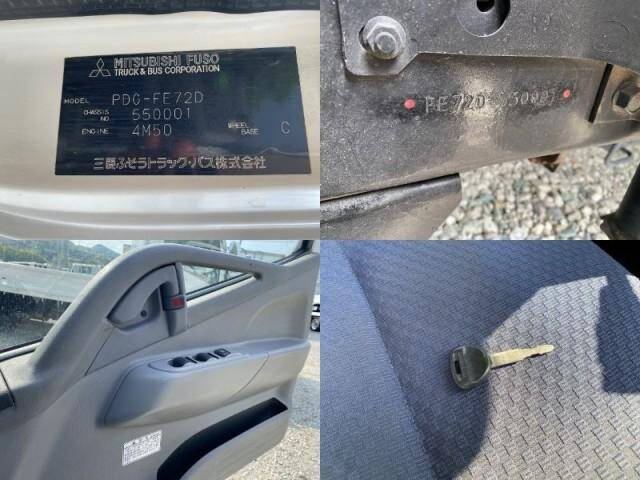 MITSUBISHI FUSO
TRUCK & BUS CORPORATION
MODEL PDG-FE72D
CHASSIS NO. 550001
ENGINE 4M50 WHEEL BASE C
三菱ふそうトラック・バス株式会社
FE72D-550001